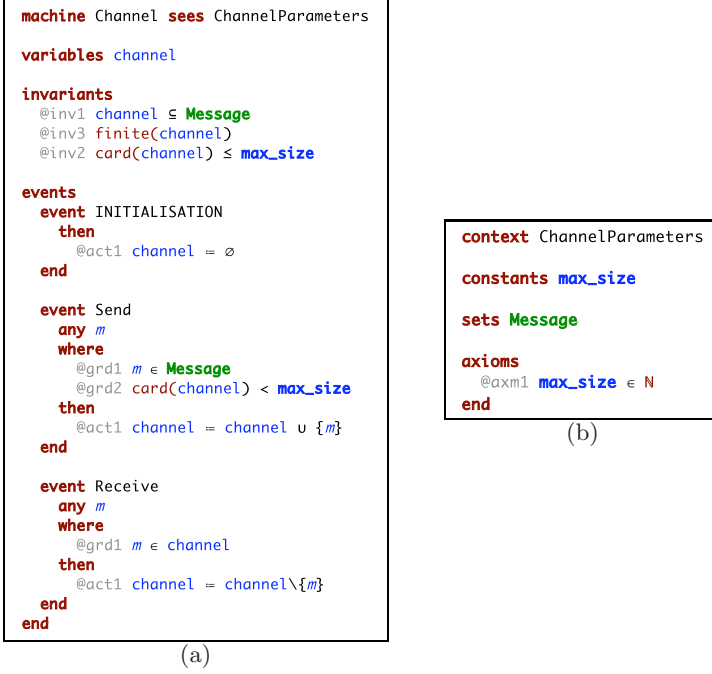 machine Channel sees ChannelParameters
variables channel
invariants
@inv1 channel ⊆ Message
@inv3 finite(channel)
@inv2 card(channel) ≤ max_size
events
event INITIALISATION
then
@act1 channel ≔ ∅
end
event Send
any m
where
@grd1 m ∈ Message
@grd2 card(channel) < max_size
then
@act1 channel ≔ channel ∪ {m}
end
event Receive
any m
where
@grd1 m ∈ channel
then
@act1 channel ≔ channel\{m}
end
end
(a)
context ChannelParameters
constants max_size
sets Message
axioms
@axm1 max_size ∈ ℕ
end
(b)